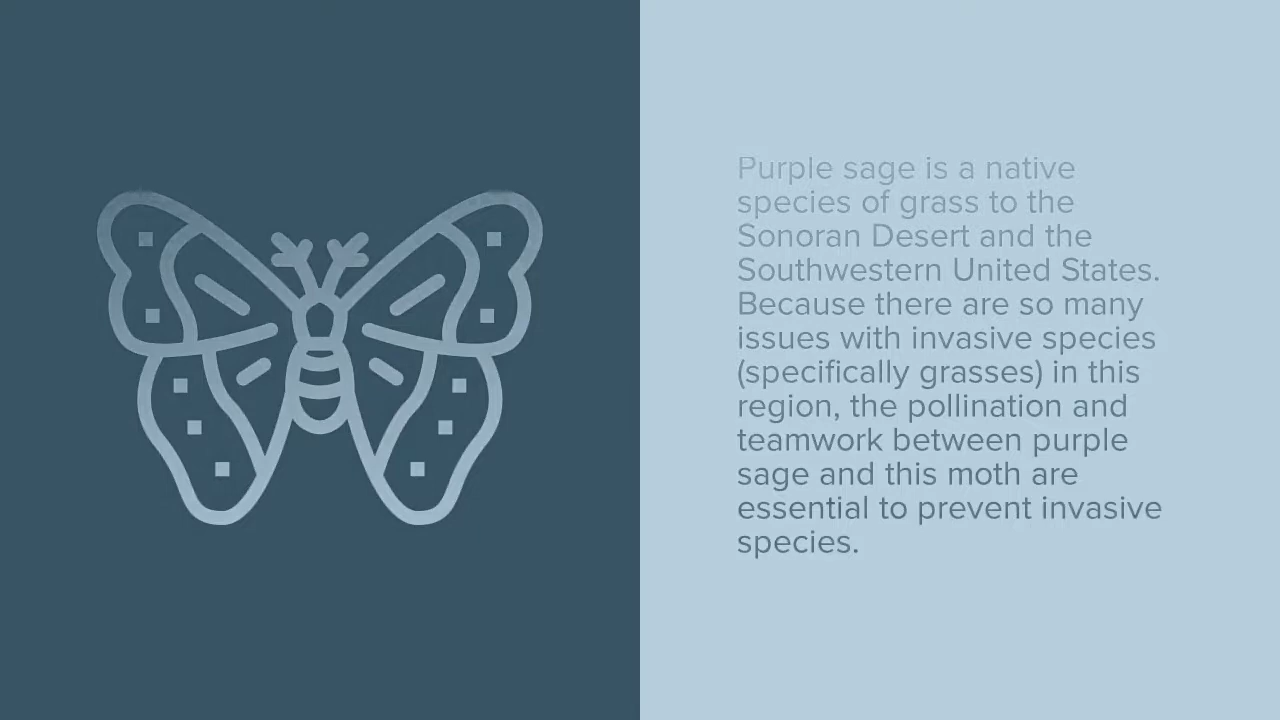 Purple sage is a native
species of grass to the
Sonoran Desert and the
Southwestern United States.
Because there are so many
issues with invasive species
(specifically grasses) in this
region, the pollination and
teamwork between purple
sage and this moth are
essential to prevent invasive
species.